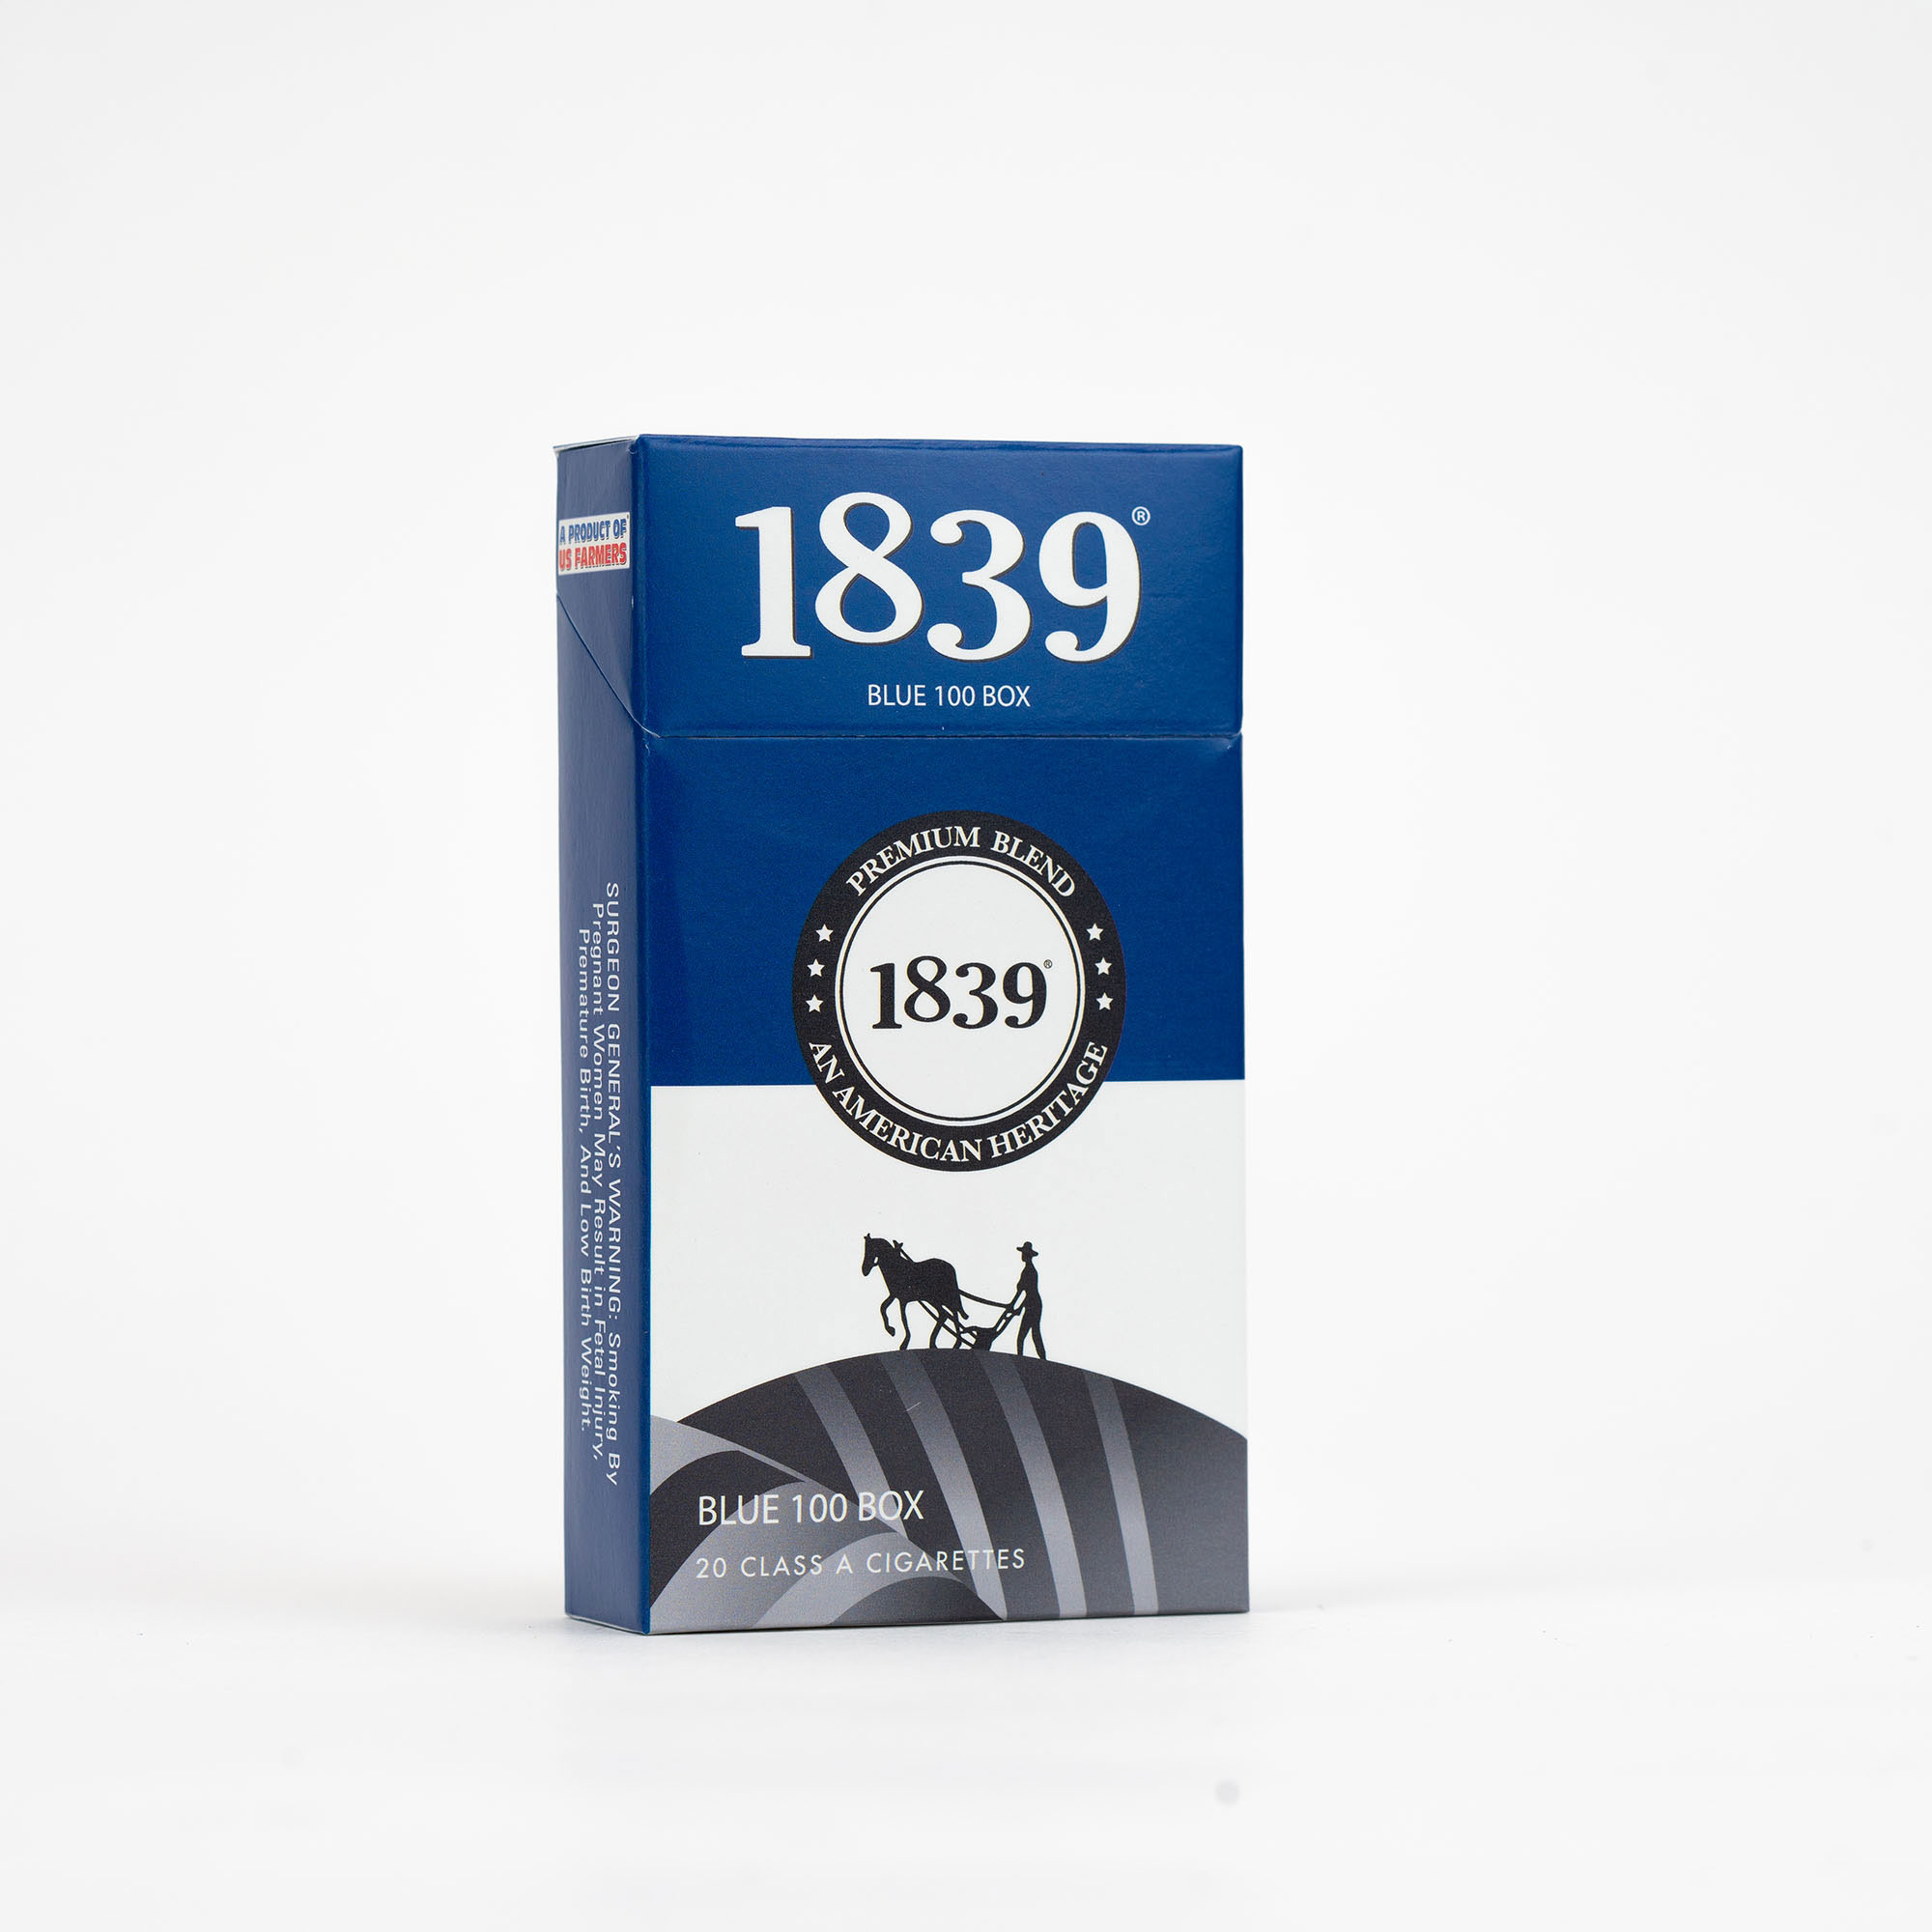 1839®
BLUE 100 BOX
A PRODUCT OF
US FARMERS
PREMIUM BLEND
1839®
AN AMERICAN HERITAGE
SURGEON GENERAL'S WARNING: Smoking By
Pregnant Women May Result in Fetal Injury,
Premature Birth, And Low Birth Weight.
BLUE 100 BOX
20 CLASS A CIGARETTES